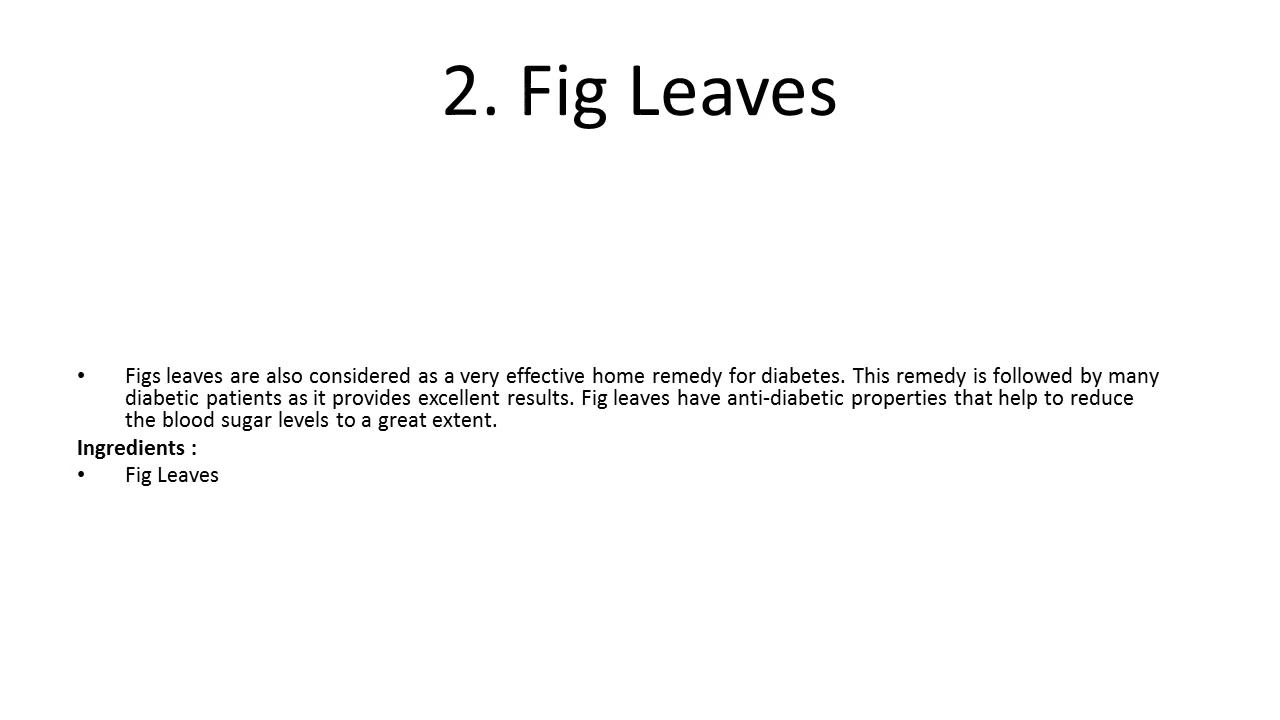 2. Fig Leaves
• Figs leaves are also considered as a very effective home remedy for diabetes. This remedy is followed by many
diabetic patients as it provides excellent results. Fig leaves have anti-diabetic properties that help to reduce
the blood sugar levels to a great extent.
Ingredients :
• Fig Leaves